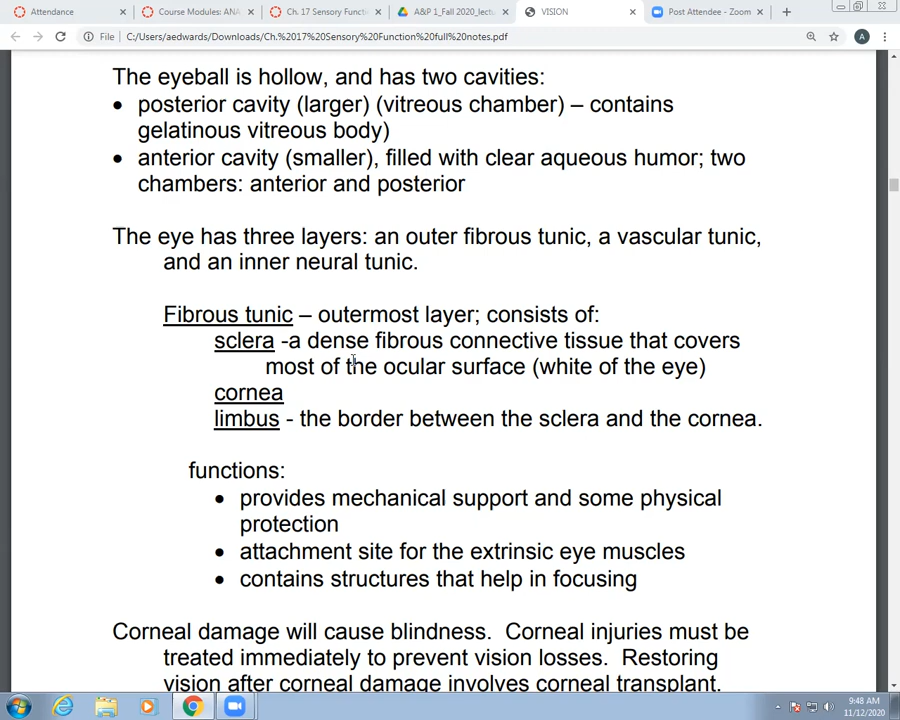 Attendance
Course Modules: ANA
Ch. 17 Sensory Functi
A&P 1_Fall 2020_lectu
VISION
Post Attendee - Zoom
File
C:/Users/aedwards/Downloads/Ch.%2017%20Sensory%20Function%20full%20notes.pdf
A
The eyeball is hollow, and has two cavities:
• posterior cavity (larger) (vitreous chamber) – contains
gelatinous vitreous body)
• anterior cavity (smaller), filled with clear aqueous humor; two
chambers: anterior and posterior
The eye has three layers: an outer fibrous tunic, a vascular tunic,
and an inner neural tunic.
Fibrous tunic – outermost layer; consists of:
sclera -a dense fibrous connective tissue that covers
most of the ocular surface (white of the eye)
cornea
limbus - the border between the sclera and the cornea.
functions:
• provides mechanical support and some physical
protection
• attachment site for the extrinsic eye muscles
• contains structures that help in focusing
Corneal damage will cause blindness. Corneal injuries must be
treated immediately to prevent vision losses. Restoring
vision after corneal damage involves corneal transplant.
9:48 AM
11/12/2020